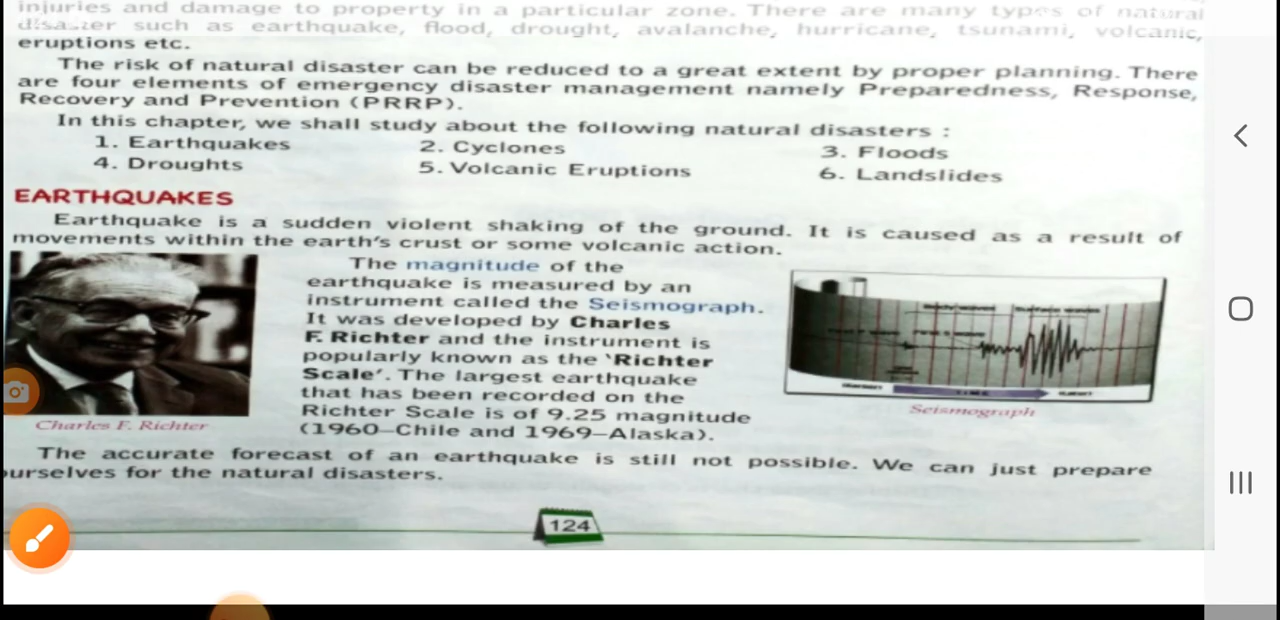 injuries and damage to property in a particular zone. There are many types of natural
disaster such as earthquake, flood, drought, avalanche, hurricane, tsunami, volcanic,
eruptions etc.
The risk of natural disaster can be reduced to a great extent by proper planning. There
are four elements of emergency disaster management namely Preparedness, Response,
Recovery and Prevention (PRRP).
In this chapter, we shall study about the following natural disasters :
1. Earthquakes 2. Cyclones 3. Floods
4. Droughts 5. Volcanic Eruptions 6. Landslides
EARTHQUAKES
Earthquake is a sudden violent shaking of the ground. It is caused as a result of
movements within the earth's crust or some volcanic action.
The magnitude of the
earthquake is measured by an
instrument called the Seismograph.
It was developed by Charles
F. Richter and the instrument is
popularly known as the 'Richter
Scale'. The largest earthquake
that has been recorded on the
Richter Scale is of 9.25 magnitude
(1960–Chile and 1969–Alaska).
Charles F. Richter
Surface waves
Seismograph
The accurate forecast of an earthquake is still not possible. We can just prepare
ourselves for the natural disasters.
124